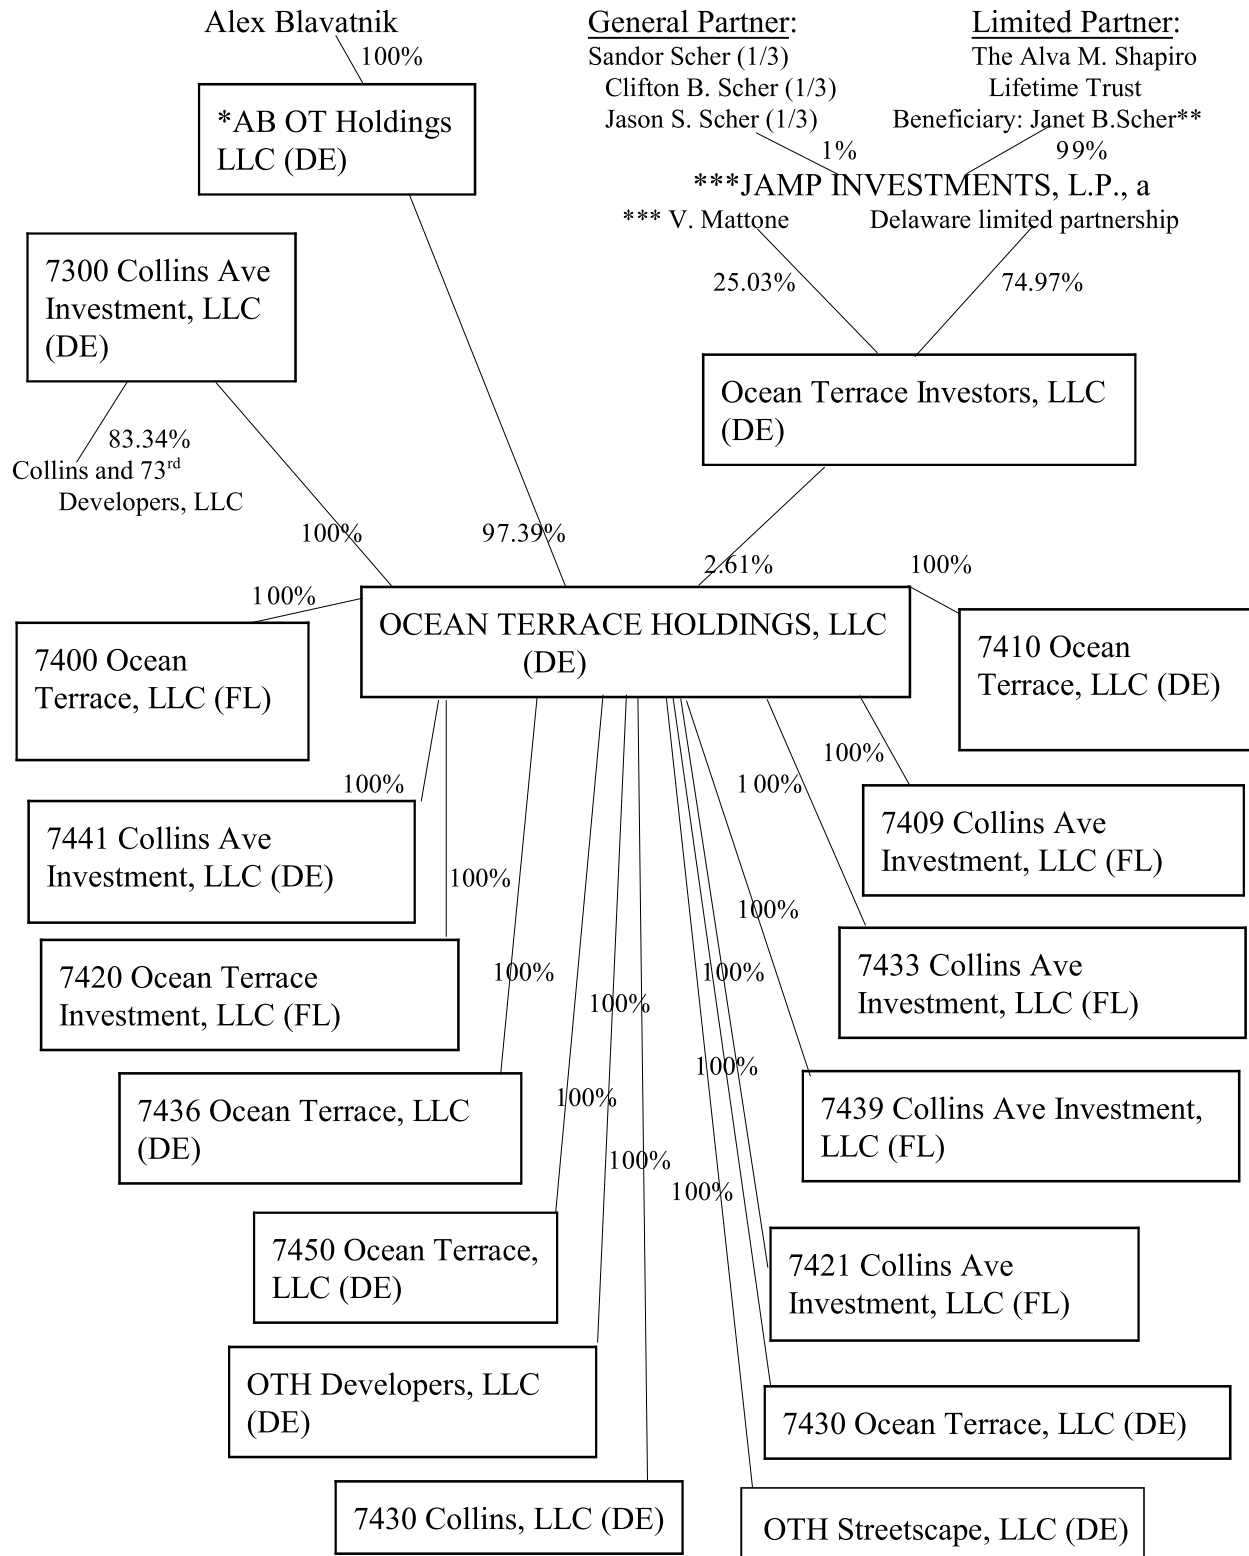 Alex Blavatnik
100%
*AB OT Holdings
LLC (DE)
General Partner:
Sandor Scher (1/3)
Clifton B. Scher (1/3)
Jason S. Scher (1/3)
1%
Limited Partner:
The Alva M. Shapiro
Lifetime Trust
Beneficiary: Janet B.Scher**
99%
***JAMP INVESTMENTS, L.P., a
*** V. Mattone
Delaware limited partnership
25.03%
74.97%
7300 Collins Ave
Investment, LLC
(DE)
Ocean Terrace Investors, LLC
(DE)
83.34%
Collins and 73rd
Developers, LLC
100%
97.39%
2.61%
100%
100%
OCEAN TERRACE HOLDINGS, LLC
(DE)
7400 Ocean
Terrace, LLC (FL)
7410 Ocean
Terrace, LLC (DE)
100%
100%
100%
7441 Collins Ave
Investment, LLC (DE)
7409 Collins Ave
Investment, LLC (FL)
100%
100%
7420 Ocean Terrace
Investment, LLC (FL)
7433 Collins Ave
Investment, LLC (FL)
100%
100%
100%
100%
7436 Ocean Terrace, LLC
(DE)
7439 Collins Ave Investment,
LLC (FL)
100%
100%
100%
7450 Ocean Terrace,
LLC (DE)
7421 Collins Ave
Investment, LLC (FL)
OTH Developers, LLC
(DE)
7430 Ocean Terrace, LLC (DE)
7430 Collins, LLC (DE)
OTH Streetscape, LLC (DE)